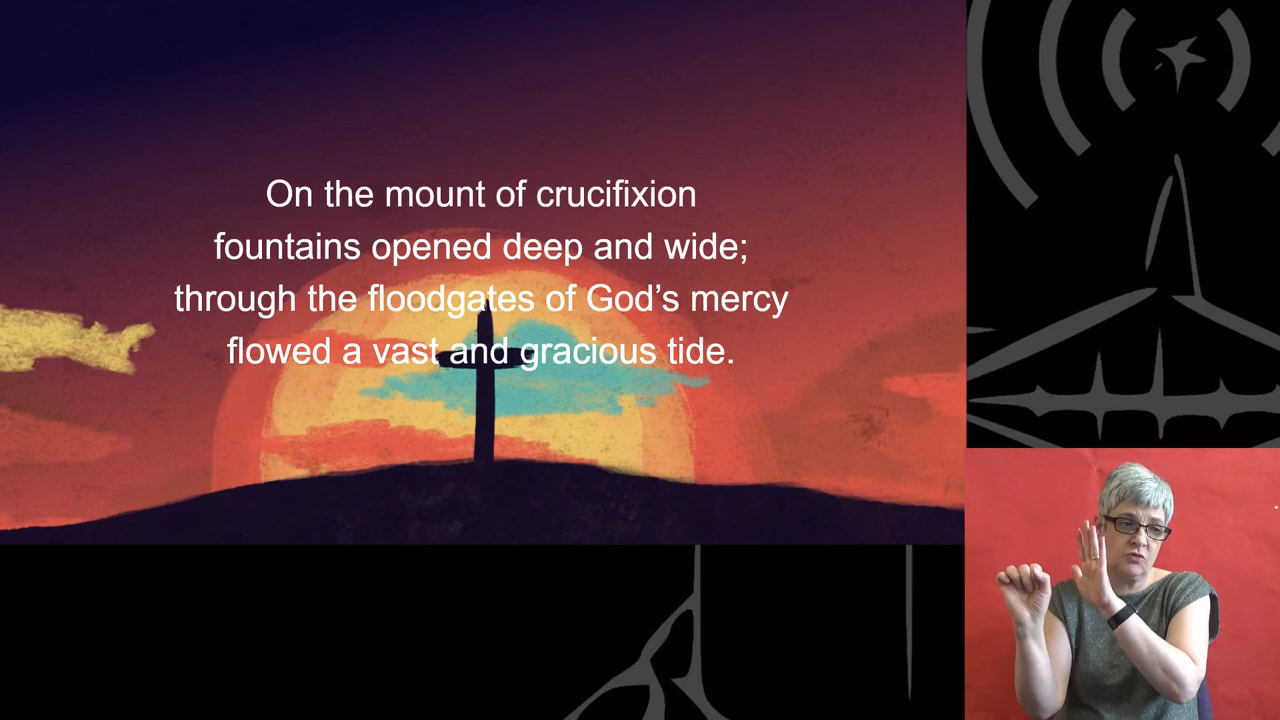 On the mount of crucifixion
fountains opened deep and wide;
through the floodgates of God’s mercy
flowed a vast and gracious tide.